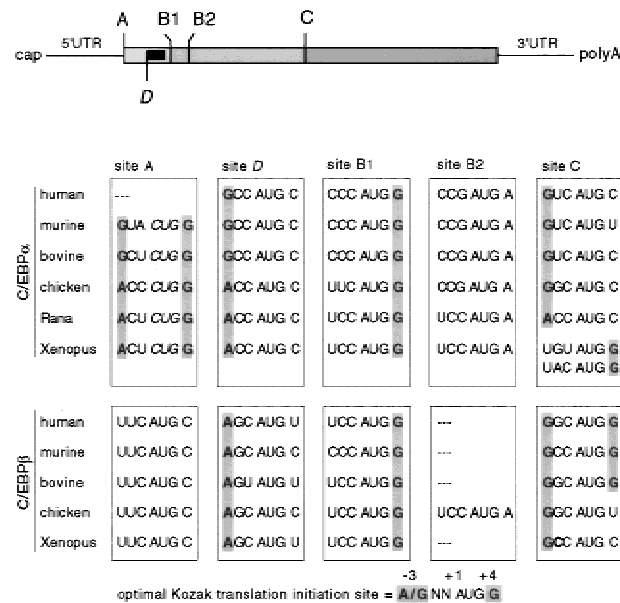 A B1 B2 C
cap 5'UTR 3'UTR polyA
D
site A site D site B1 site B2 site C
C/EBPα
human --- GCC AUG C CCC AUG G CCG AUG A GUC AUG C
murine GUA CUG G GCC AUG C CCC AUG G CCG AUG A GUC AUG U
bovine GCU CUG G GCC AUG C CCC AUG G CCG AUG A GUC AUG C
chicken ACC CUG G ACC AUG C UUC AUG G CCG AUG A GGC AUG C
Rana ACU CUG G ACC AUG C UCC AUG G UCC AUG A ACC AUG C
Xenopus ACU CUG G ACC AUG C UCC AUG G UCC AUG A UGU AUG G
UAC AUG G
C/EBPβ
human UUC AUG C AGC AUG U UCC AUG G --- GGC AUG G
murine UUC AUG C AGC AUG U CCC AUG G --- GCC AUG G
bovine UUC AUG C AGU AUG U UCC AUG G --- GGC AUG G
chicken UUC AUG C AGC AUG C UCC AUG G UCC AUG A GGC AUG U
Xenopus UUC AUG C AGC AUG U UCC AUG G --- GCC AUG C
-3 +1 +4
optimal Kozak translation initiation site = A/G NN AUG G